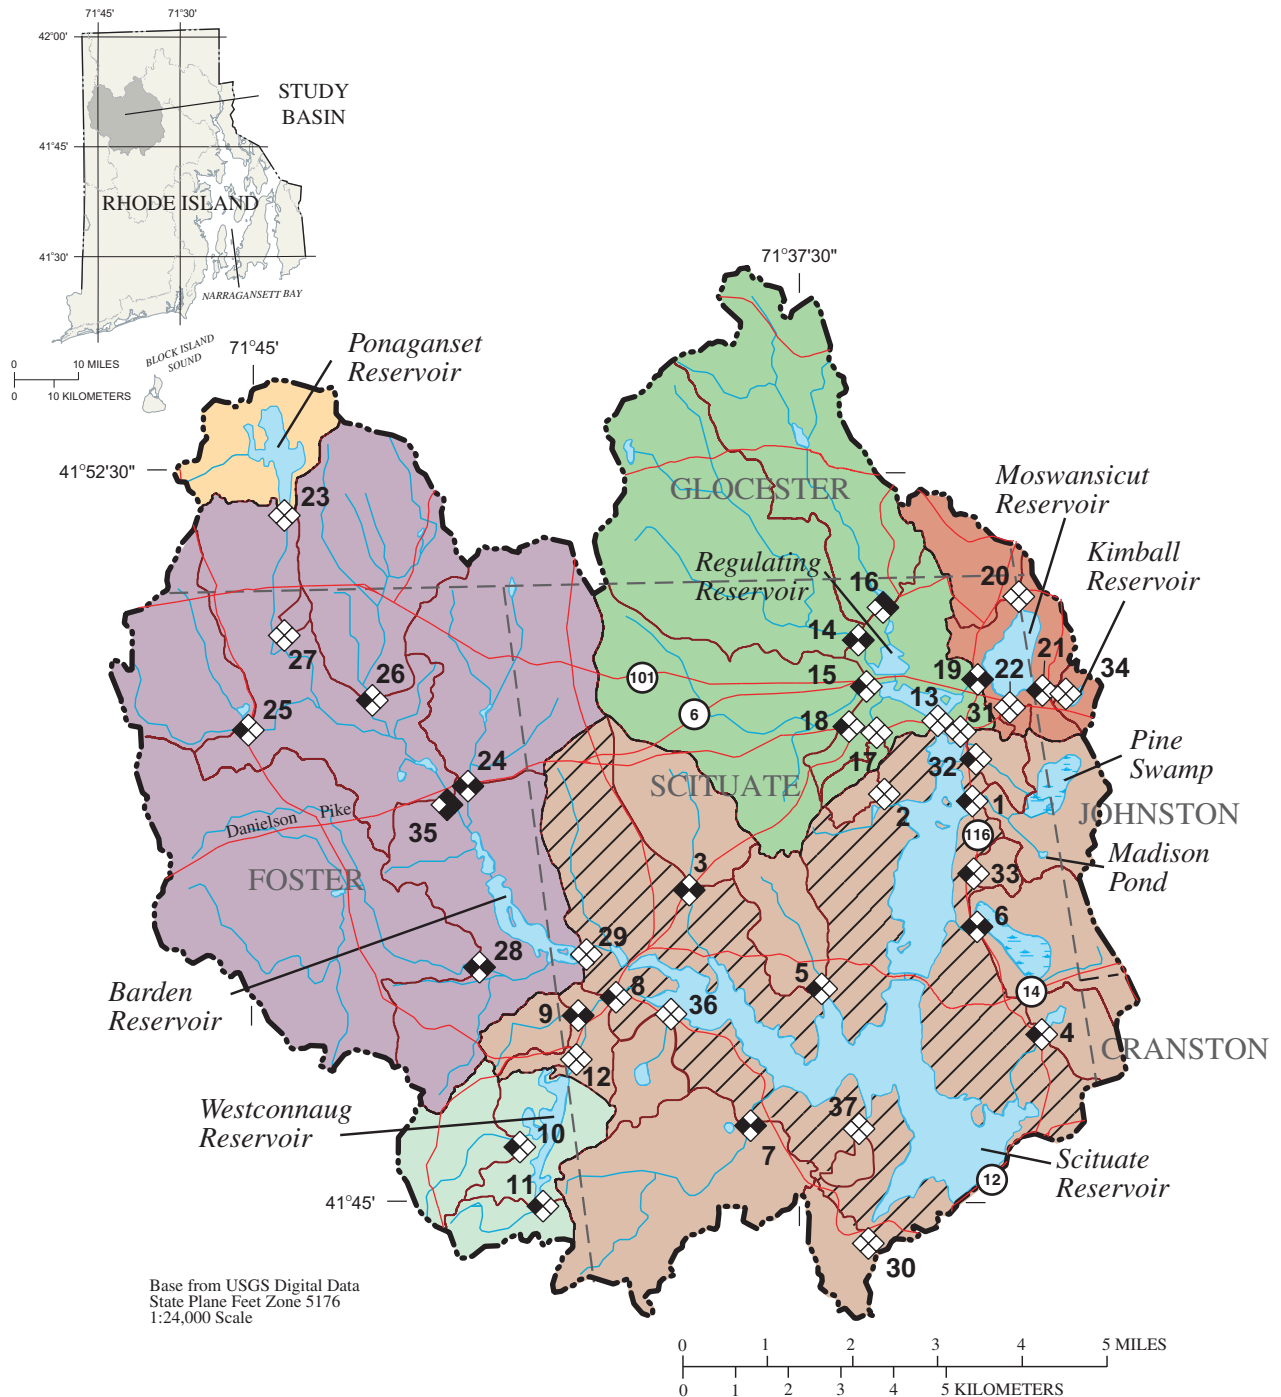 71°45'
71°30'
42°00'
STUDY
BASIN
41°45'
RHODE ISLAND
41°30'
NARRAGANSETT BAY
BLOCK ISLAND
SOUND
0
10 MILES
0
10 KILOMETERS
71°37'30"
71°45'
Ponaganset
Reservoir
41°52'30"
GLOCESTER
Moswansicut
Reservoir
23
Kimball
Reservoir
Regulating
Reservoir
16
20
14
27
26
19
22
21
34
101
15
25
6
18
13
31
17
Pine
Swamp
24
32
SCITUATE
2
1
JOHNSTON
35
Danielson Pike
116
Madison
Pond
FOSTER
3
33
6
29
28
5
Barden
Reservoir
8
36
14
9
4
CRANSTON
12
Westconnaug
Reservoir
37
10
7
Scituate
Reservoir
11
12
41°45'
30
Base from USGS Digital Data
State Plane Feet Zone 5176
1:24,000 Scale
0 1 2 3 4 5 MILES
0 1 2 3 4 5 KILOMETERS